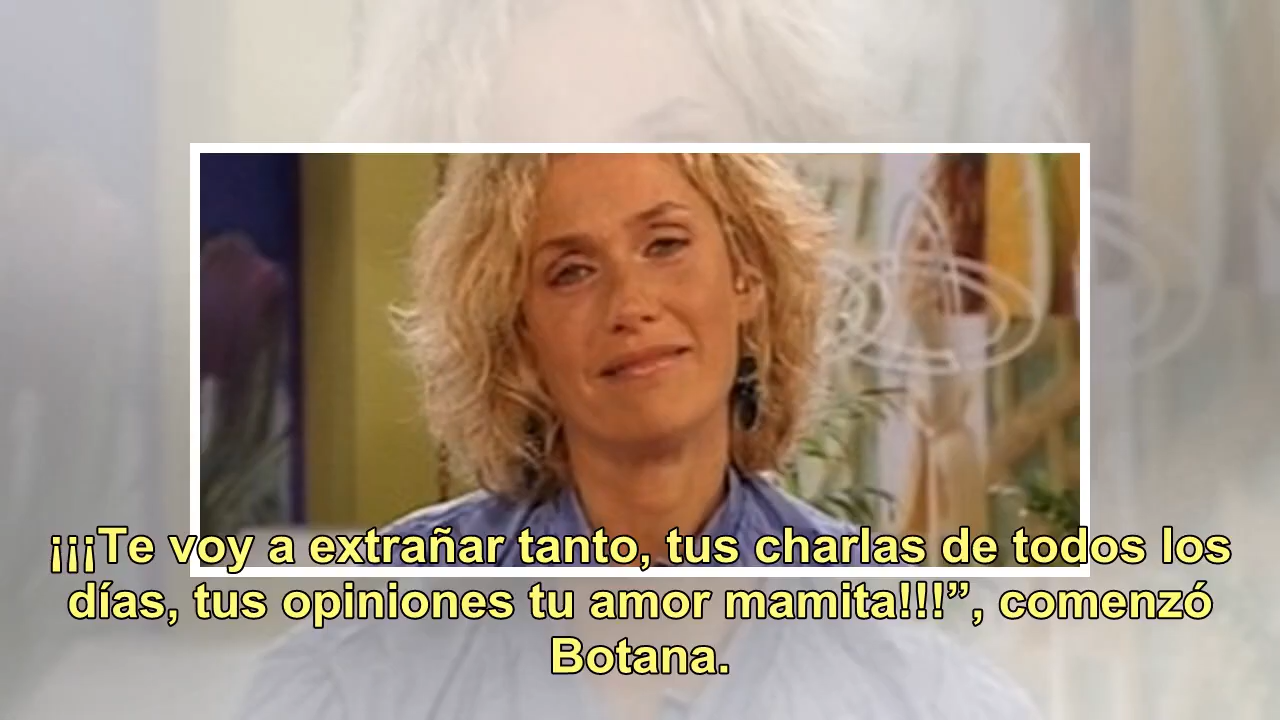 ¡¡¡Te voy a extrañar tanto, tus charlas de todos los
días, tus opiniones tu amor mamita!!!”, comenzó
Botana.